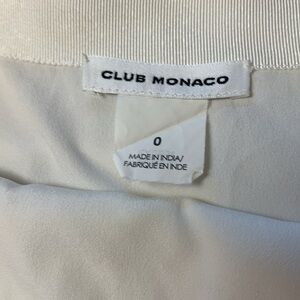 CLUB MONACO
0
MADE IN INDIA/
FABRIQUÉ EN INDE